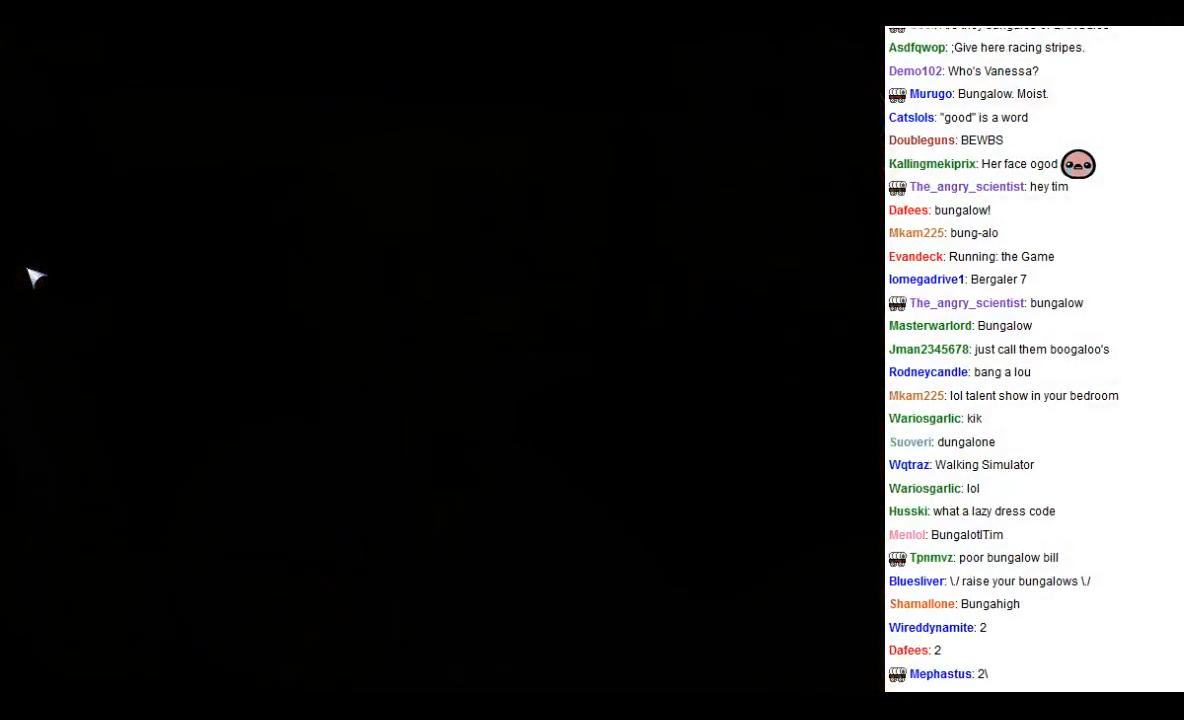 Asdfqwop: ;Give here racing stripes.
Demo102: Who's Vanessa?
Murugo: Bungalow. Moist.
Catslols: "good" is a word
Doubleguns: BEWBS
Kallingmekiprix: Her face ogod
The_angry_scientist: hey tim
Dafees: bungalow!
Mkam225: bung-alo
Evandeck: Running: the Game
Iomegadrive1: Bergaler 7
The_angry_scientist: bungalow
Masterwarlord: Bungalow
Jman2345678: just call them boogaloo's
Rodneycandle: bang a lou
Mkam225: lol talent show in your bedroom
Wariosgarlic: kik
Suoveri: dungalone
Wqtraz: Walking Simulator
Wariosgarlic: lol
Husski: what a lazy dress code
Menlol: BungalotlTim
Tpnmvz: poor bungalow bill
Bluesliver: \./ raise your bungalows \./
Shamallone: Bungahigh
Wireddynamite: 2
Dafees: 2
Mephastus: 2\